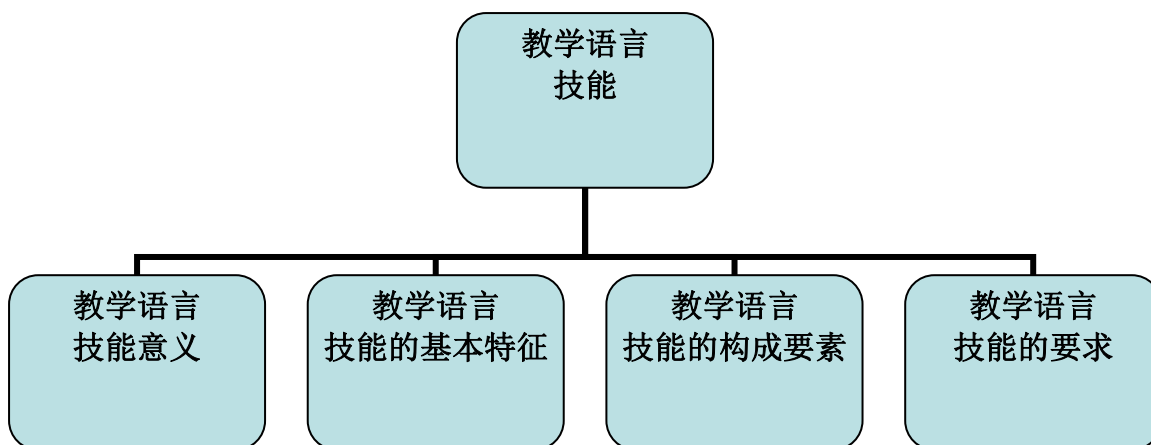 教学语言
技能
教学语言
技能意义
教学语言
技能的基本特征
教学语言
技能的构成要素
教学语言
技能的要求